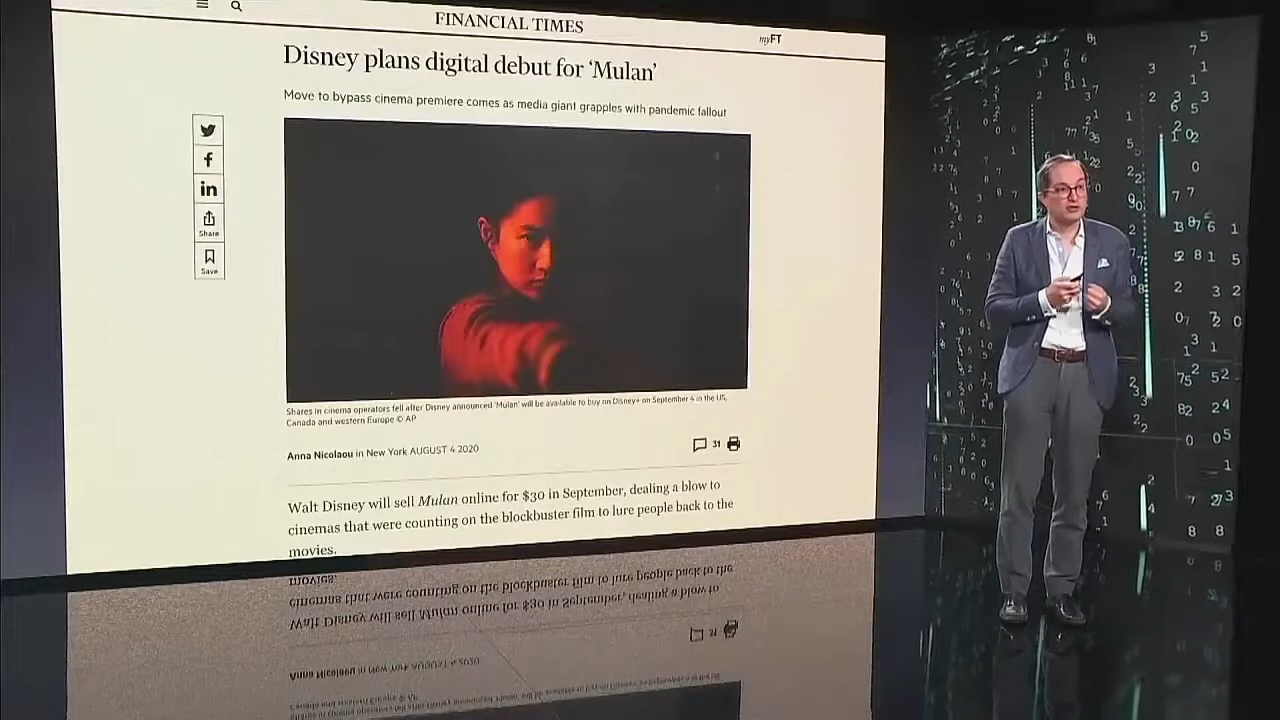 FINANCIAL TIMES
myFT
Disney plans digital debut for ‘Mulan’
Move to bypass cinema premiere comes as media giant grapples with pandemic fallout
Share
Save
Shares in cinema operators fell after Disney announced ‘Mulan’ will be available to buy on Disney+ on September 4 in the US,
Canada and western Europe © AP
Anna Nicolaou in New York AUGUST 4 2020
31
Walt Disney will sell Mulan online for $30 in September, dealing a blow to
cinemas that were counting on the blockbuster film to lure people back to the
movies.